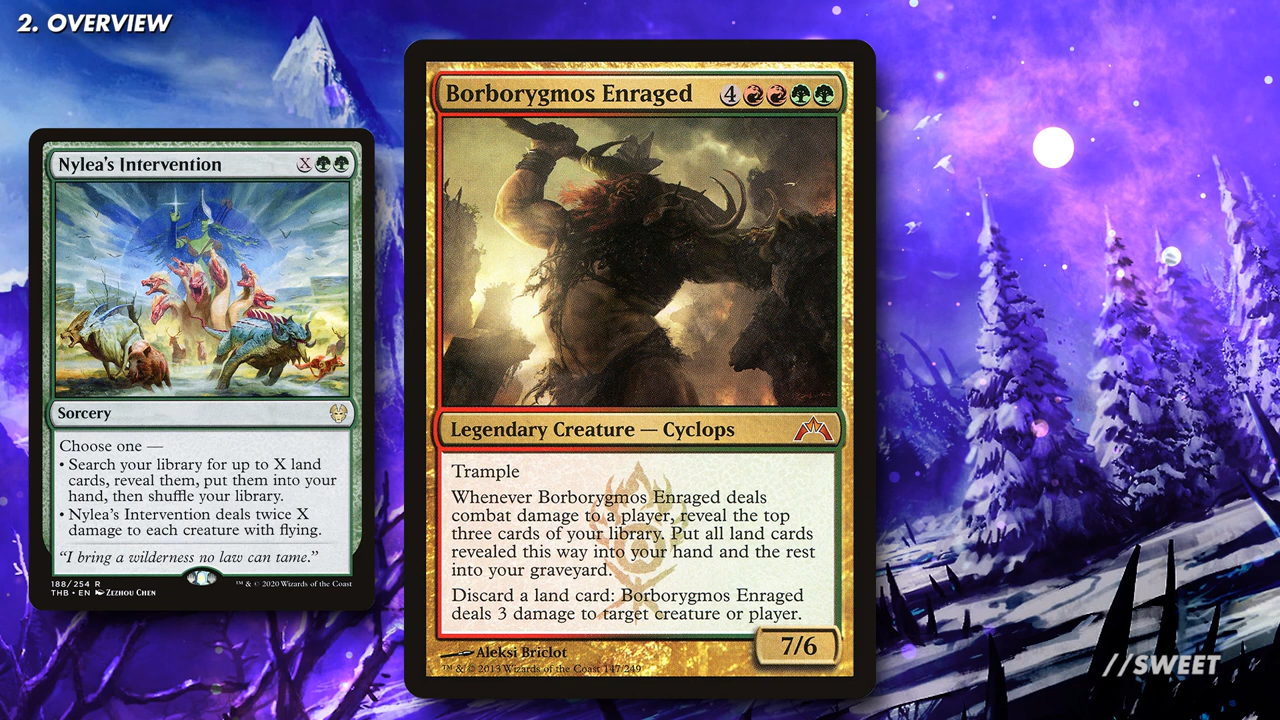 2. OVERVIEW
Nylea's Intervention X
Sorcery
Choose one —
• Search your library for up to X land
cards, reveal them, put them into your
hand, then shuffle your library.
• Nylea's Intervention deals twice X
damage to each creature with flying.
“I bring a wilderness no law can tame.”
188/254 R
THB • EN Zezhou Chen
™ & © 2020 Wizards of the Coast
Borborygmos Enraged 4
Legendary Creature — Cyclops
Trample
Whenever Borborygmos Enraged deals
combat damage to a player, reveal the top
three cards of your library. Put all land cards
revealed this way into your hand and the rest
into your graveyard.
Discard a land card: Borborygmos Enraged
deals 3 damage to target creature or player.
7/6
Aleksi Briclot
™ & © 2013 Wizards of the Coast 147/249
//SWEET